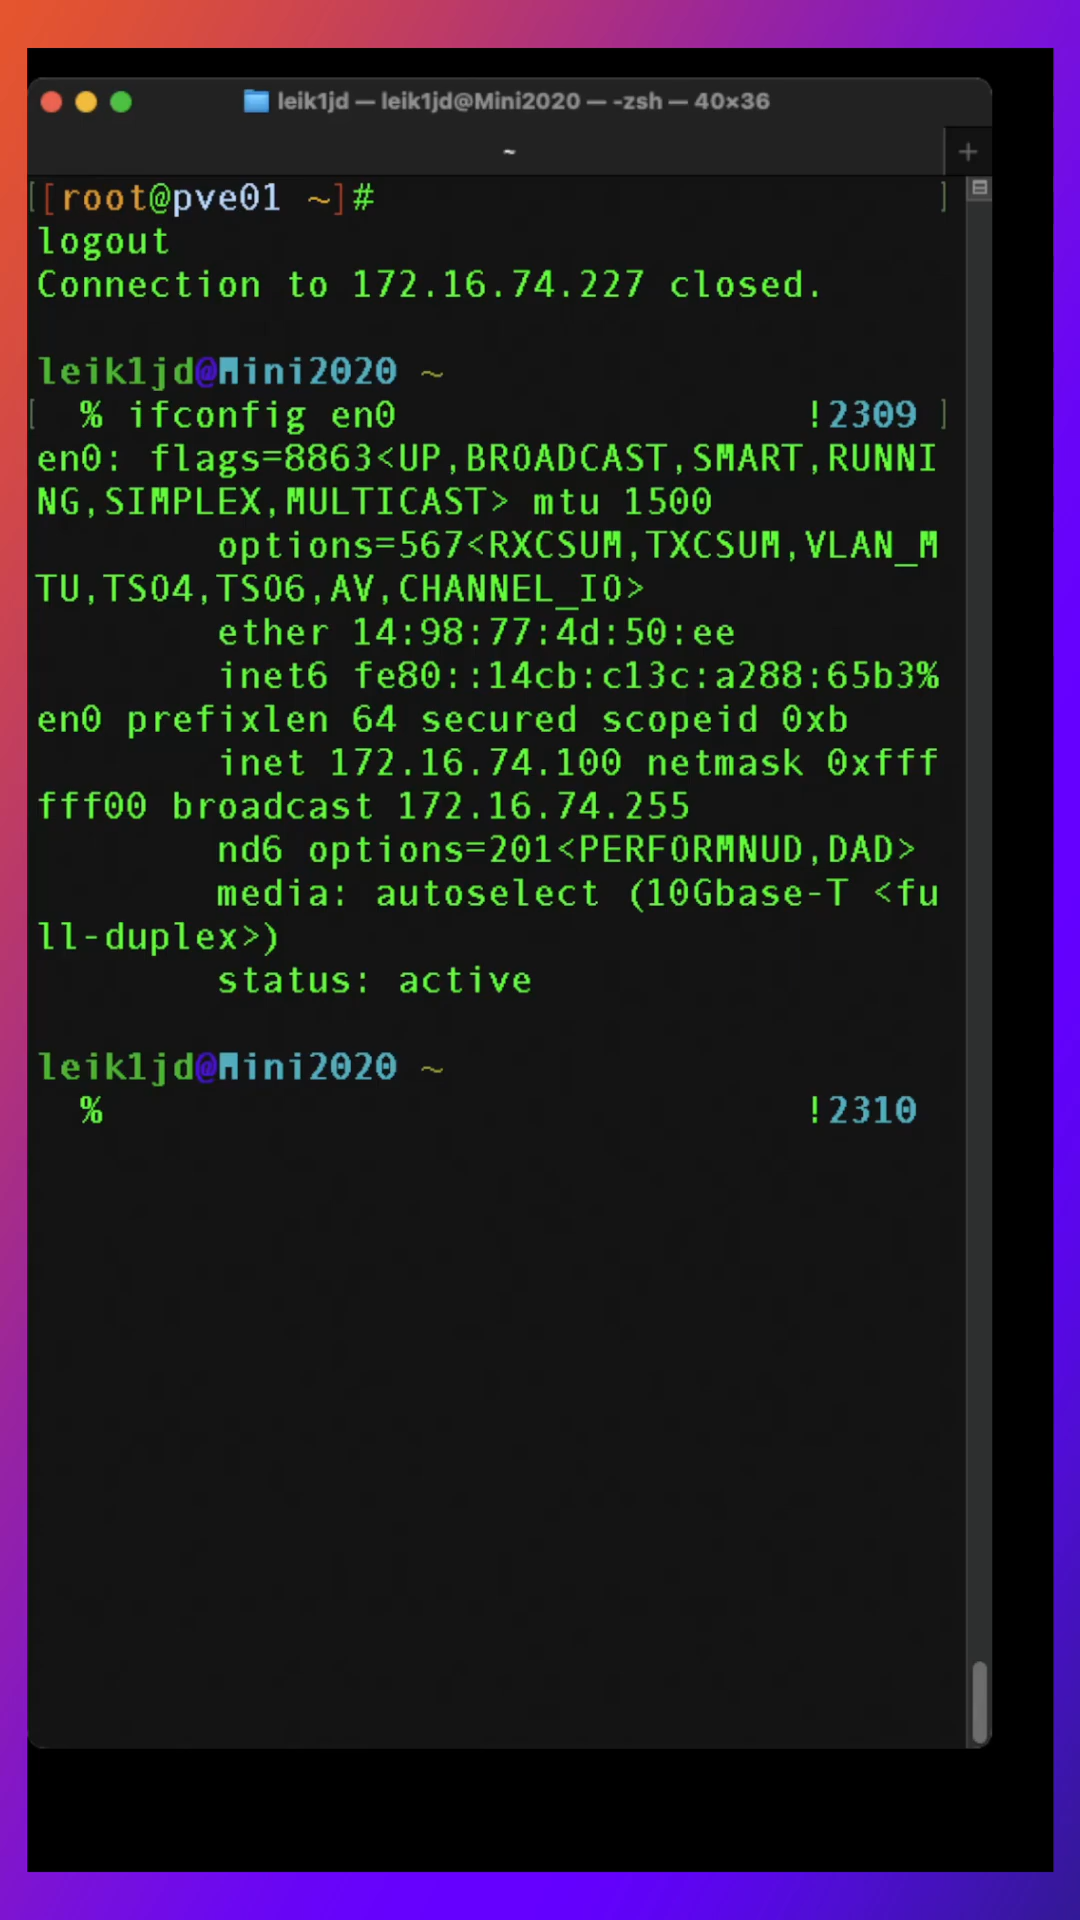 leik1jd — leik1jd@Mini2020 — -zsh — 40×36
~
+
[[root@pve01 ~]# ]
logout
Connection to 172.16.74.227 closed.
leik1jd@Mini2020 ~
[ % ifconfig en0 !2309 ]
en0: flags=8863<UP,BROADCAST,SMART,RUNNI
NG,SIMPLEX,MULTICAST> mtu 1500
options=567<RXCSUM,TXCSUM,VLAN_M
TU,TSO4,TSO6,AV,CHANNEL_IO>
ether 14:98:77:4d:50:ee
inet6 fe80::14cb:c13c:a288:65b3%
en0 prefixlen 64 secured scopeid 0xb
inet 172.16.74.100 netmask 0xfff
fff00 broadcast 172.16.74.255
nd6 options=201<PERFORMNUD,DAD>
media: autoselect (10Gbase-T <fu
ll-duplex>)
status: active
leik1jd@Mini2020 ~
% !2310